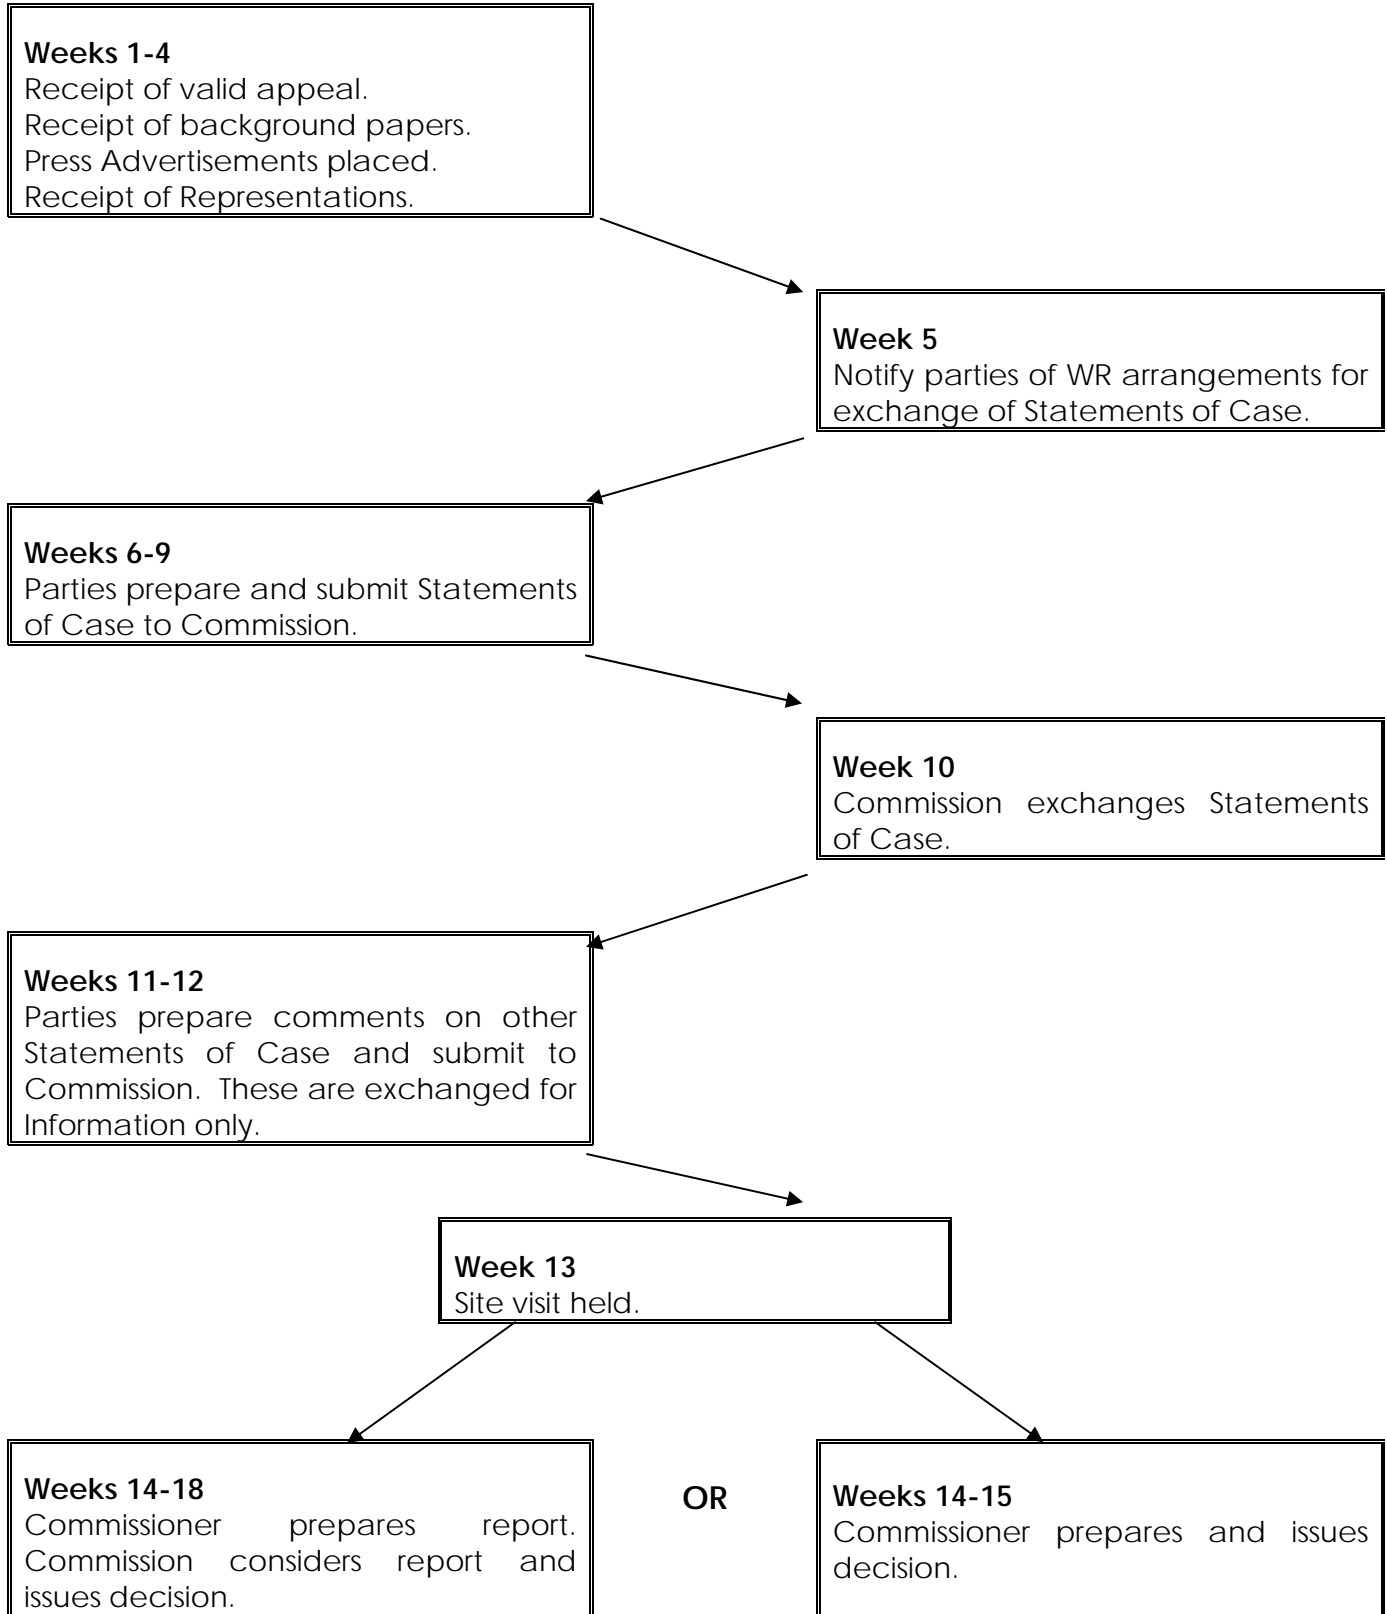 Weeks 1-4
Receipt of valid appeal.
Receipt of background papers.
Press Advertisements placed.
Receipt of Representations.
Week 5
Notify parties of WR arrangements for
exchange of Statements of Case.
Weeks 6-9
Parties prepare and submit Statements
of Case to Commission.
Week 10
Commission exchanges Statements
of Case.
Weeks 11-12
Parties prepare comments on other
Statements of Case and submit to
Commission. These are exchanged for
Information only.
Week 13
Site visit held.
Weeks 14-18
Commissioner prepares report.
Commission considers report and
issues decision.
OR
Weeks 14-15
Commissioner prepares and issues
decision.